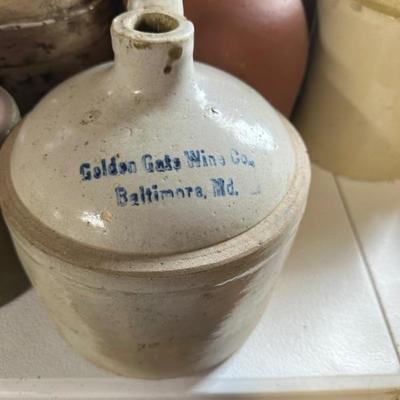 Golden Gate Wine Co.,
Baltimore, Md.